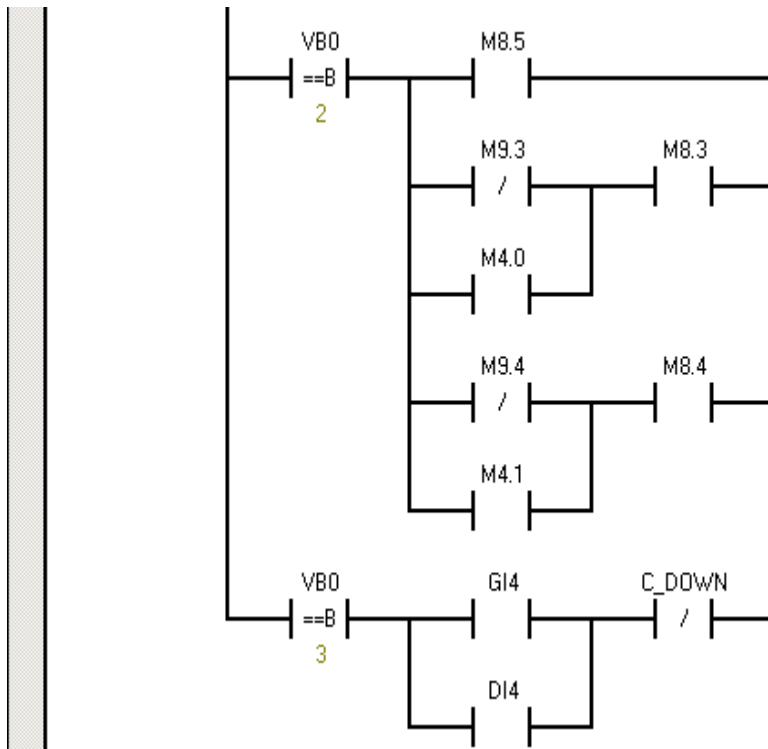 VB0 M8.5
==B
2
M9.3 M8.3
/
M4.0
M9.4 M8.4
/
M4.1
VB0 GI4 C_DOWN
==B /
3
DI4